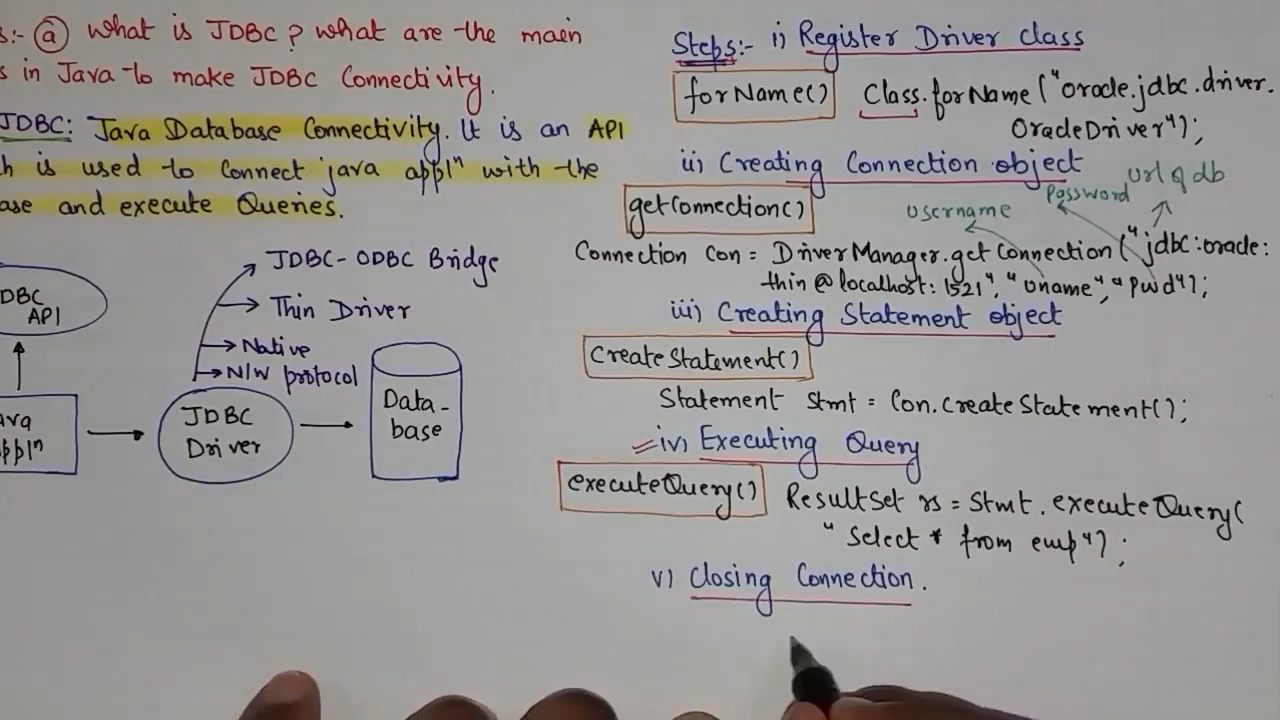 s:- (a) What is JDBC? what are the main
s in Java to make JDBC Connectivity.
JDBC: Java Database Connectivity. It is an API
h is used to connect java applⁿ with the
ase and execute Queries.
JDBC-ODBC Bridge
Thin Driver
Native
N/W protocol
DBC
API
ava
pplⁿ
JDBC
Driver
Data-
base
Steps:- i) Register Driver class
forName() Class.forName("oracle.jdbc.driver.
OracleDriver");
ii) Creating Connection object
url of db
password
username
getConnection()
Connection con = DriverManager.getConnection("jdbc:oracle:
thin@localhost:1521","uname","pwd");
iii) Creating Statement object
createStatement()
Statement stmt = con.createStatement();
iv) Executing Query
executeQuery() ResultSet rs = stmt.executeQuery(
"Select * from emp");
v) Closing Connection.